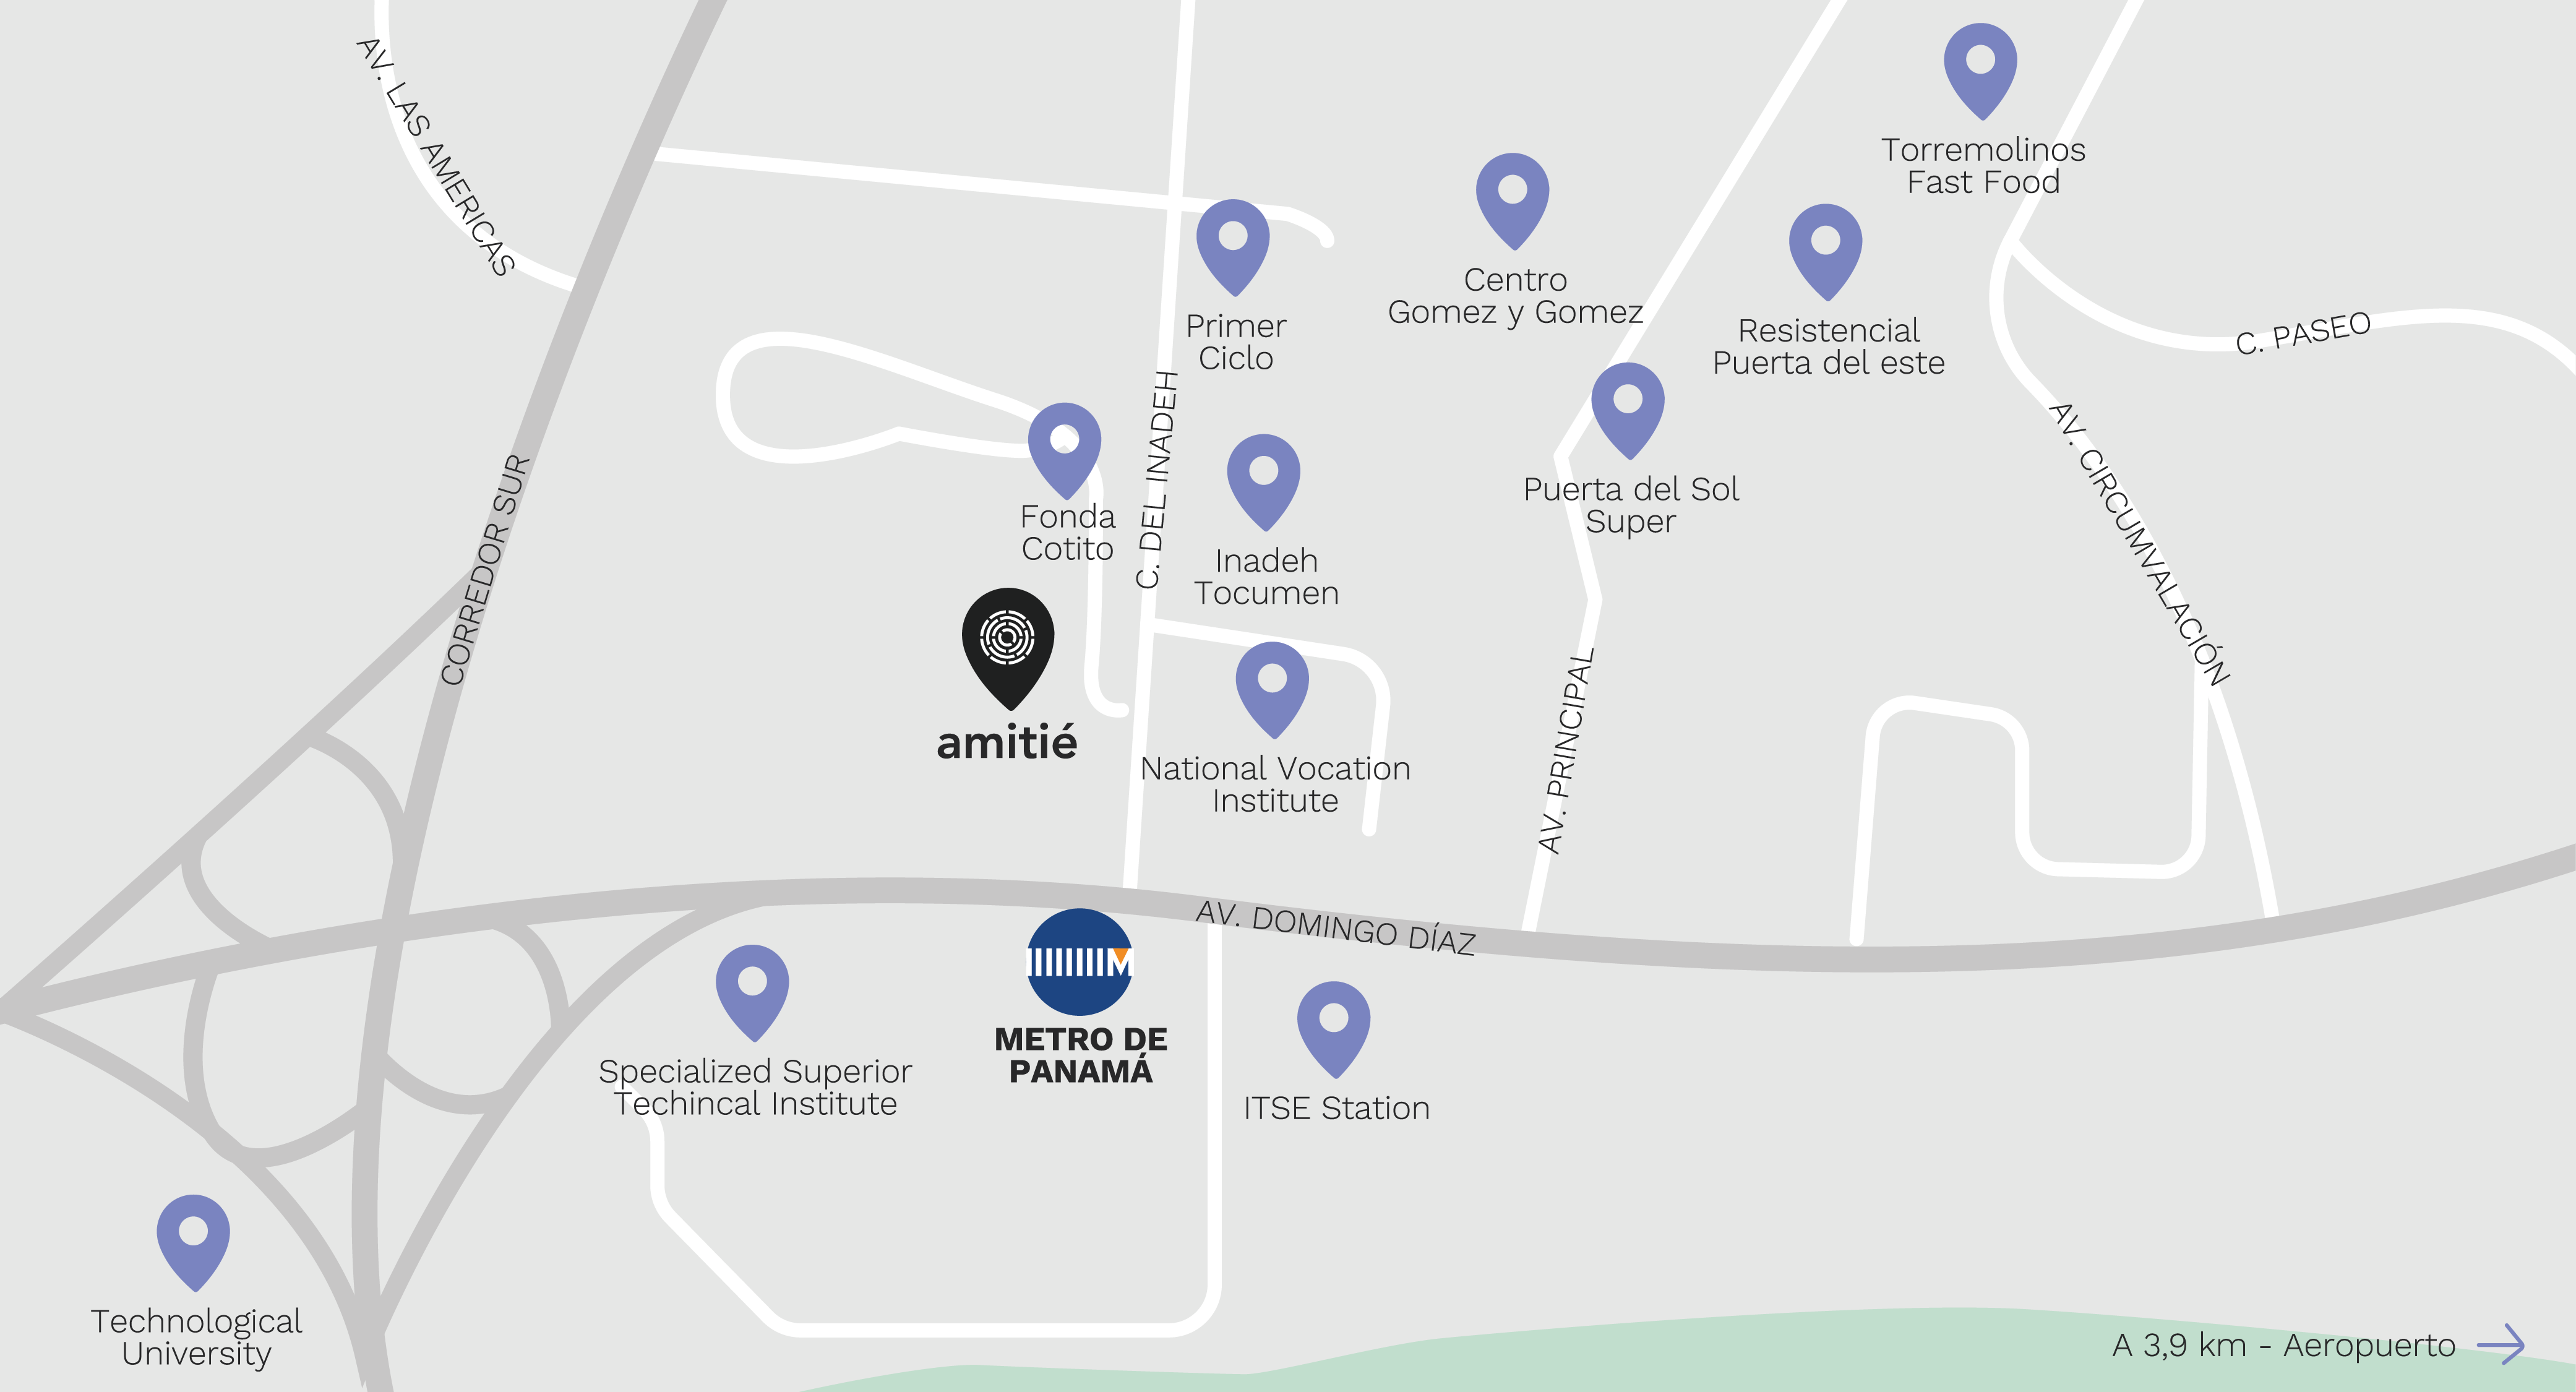 AV. LAS AMERICAS
Torremolinos
Fast Food
Centro
Gomez y Gomez
Primer
Ciclo
Resistencial
Puerta del este
C. PASEO
CORREDOR SUR
C. DEL INADEH
Fonda
Cotito
Inadeh
Tocumen
Puerta del Sol
Super
AV. CIRCUMVALACIÓN
amitié
National Vocation
Institute
AV. PRINCIPAL
AV. DOMINGO DÍAZ
M
METRO DE
PANAMÁ
Specialized Superior
Techincal Institute
ITSE Station
Technological
University
A 3,9 km - Aeropuerto